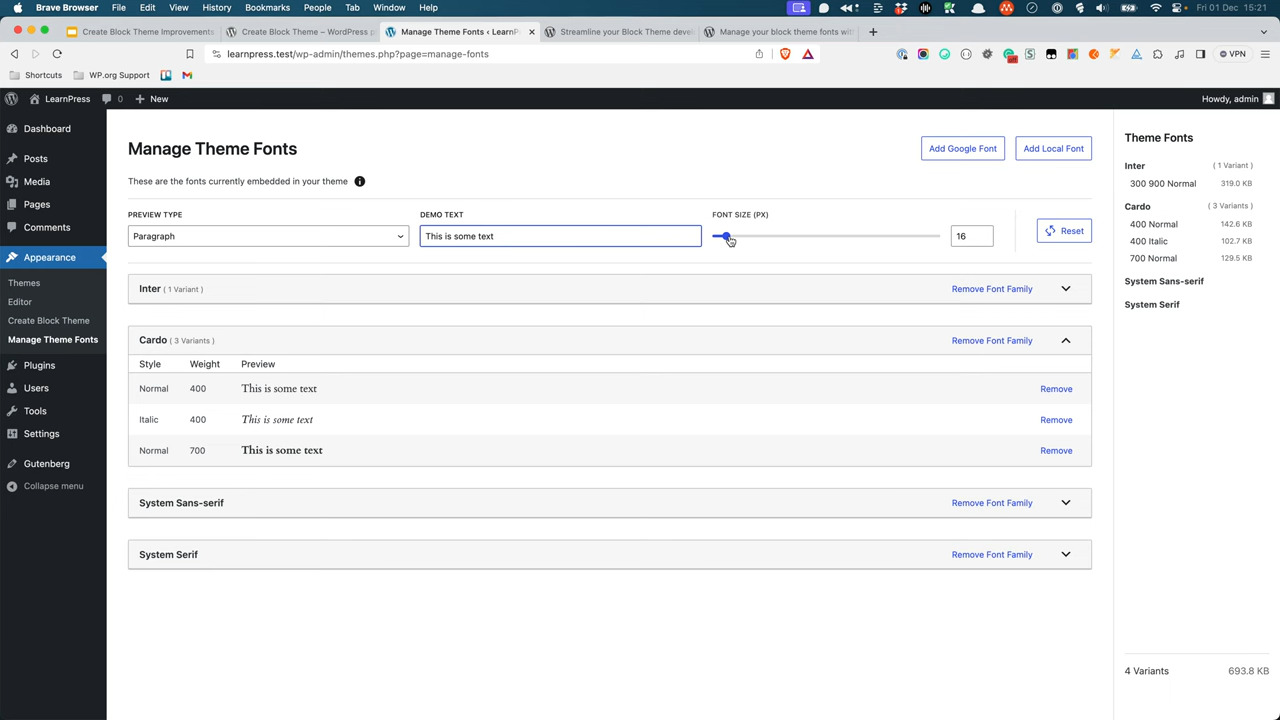 Brave Browser File Edit View History Bookmarks People Tab Window Help Fri 01 Dec 15:21
Create Block Theme Improvements
Create Block Theme – WordPress p
Manage Theme Fonts ‹ LearnPr
Streamline your Block Theme deve
Manage your block theme fonts with
learnpress.test/wp-admin/themes.php?page=manage-fonts
VPN
Shortcuts WP.org Support
LearnPress 0 New Howdy, admin
Dashboard
Posts
Media
Pages
Comments
Appearance
Themes
Editor
Create Block Theme
Manage Theme Fonts
Plugins
Users
Tools
Settings
Gutenberg
Collapse menu
Manage Theme Fonts
Add Google Font Add Local Font
These are the fonts currently embedded in your theme
PREVIEW TYPE DEMO TEXT FONT SIZE (PX)
Paragraph This is some text 16 Reset
Inter ( 1 Variant ) Remove Font Family
Cardo ( 3 Variants ) Remove Font Family
Style Weight Preview
Normal 400 This is some text Remove
Italic 400 This is some text Remove
Normal 700 This is some text Remove
System Sans-serif Remove Font Family
System Serif Remove Font Family
Theme Fonts
Inter ( 1 Variant )
300 900 Normal 319.0 KB
Cardo ( 3 Variants )
400 Normal 142.6 KB
400 Italic 102.7 KB
700 Normal 129.5 KB
System Sans-serif
System Serif
4 Variants 693.8 KB